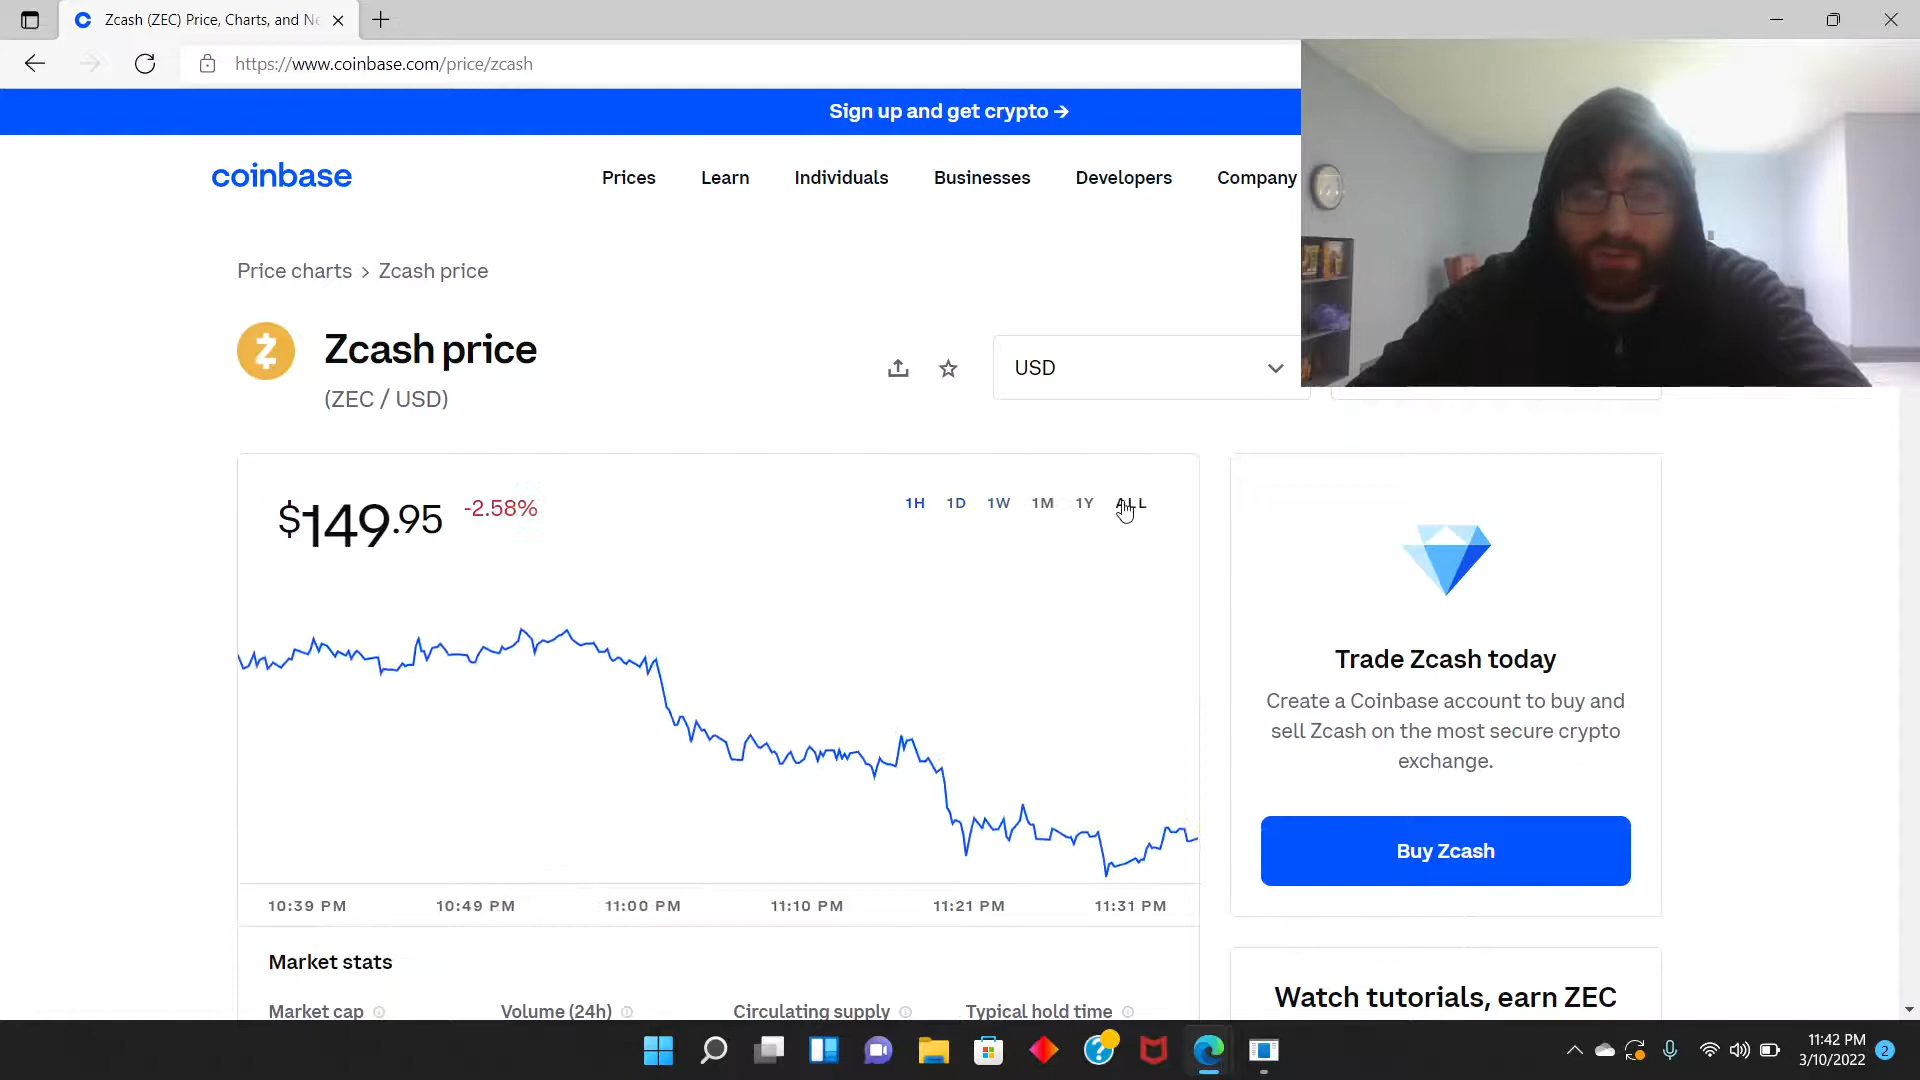 Zcash (ZEC) Price, Charts, and Ne
https://www.coinbase.com/price/zcash
Sign up and get crypto →
coinbase
Prices
Learn
Individuals
Businesses
Developers
Company
Price charts > Zcash price
Zcash price
(ZEC / USD)
USD
$149.95 -2.58%
1H 1D 1W 1M 1Y ALL
10:39 PM 10:49 PM 11:00 PM 11:10 PM 11:21 PM 11:31 PM
Market stats
Market cap
Volume (24h)
Circulating supply
Typical hold time
Trade Zcash today
Create a Coinbase account to buy and
sell Zcash on the most secure crypto
exchange.
Buy Zcash
Watch tutorials, earn ZEC
11:42 PM
3/10/2022
2